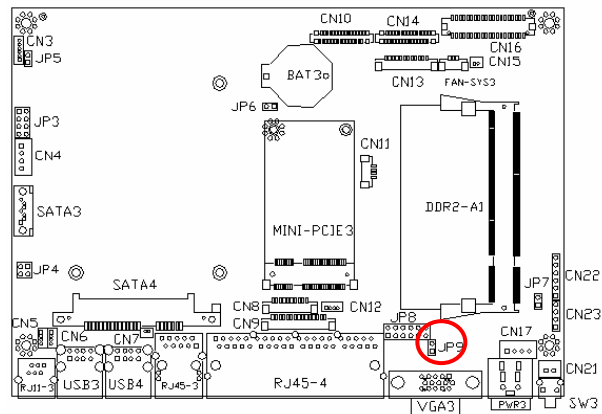 CN10
CN14
CN16
CN3
JP5
BAT3
CN13
CN15
FAN-SYS3
JP6
JP3
CN4
CN11
SATA3
DDR2-A1
MINI-PCIE3
JP4
SATA4
JP7
CN22
CN8
CN12
CN9
JP8
CN23
CN5
CN6
CN7
JP9
CN17
RJ11-3
USB3
USB4
RJ45-3
RJ45-4
VGA3
PWR3
CN21
SW3